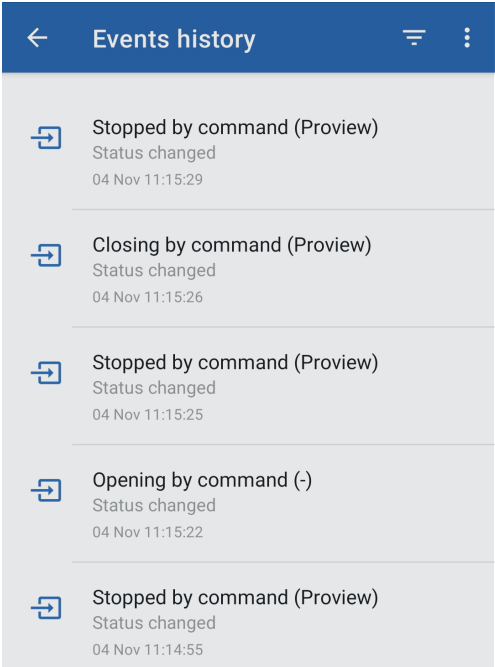 Events history
Stopped by command (Proview)
Status changed
04 Nov 11:15:29
Closing by command (Proview)
Status changed
04 Nov 11:15:26
Stopped by command (Proview)
Status changed
04 Nov 11:15:25
Opening by command (-)
Status changed
04 Nov 11:15:22
Stopped by command (Proview)
Status changed
04 Nov 11:14:55